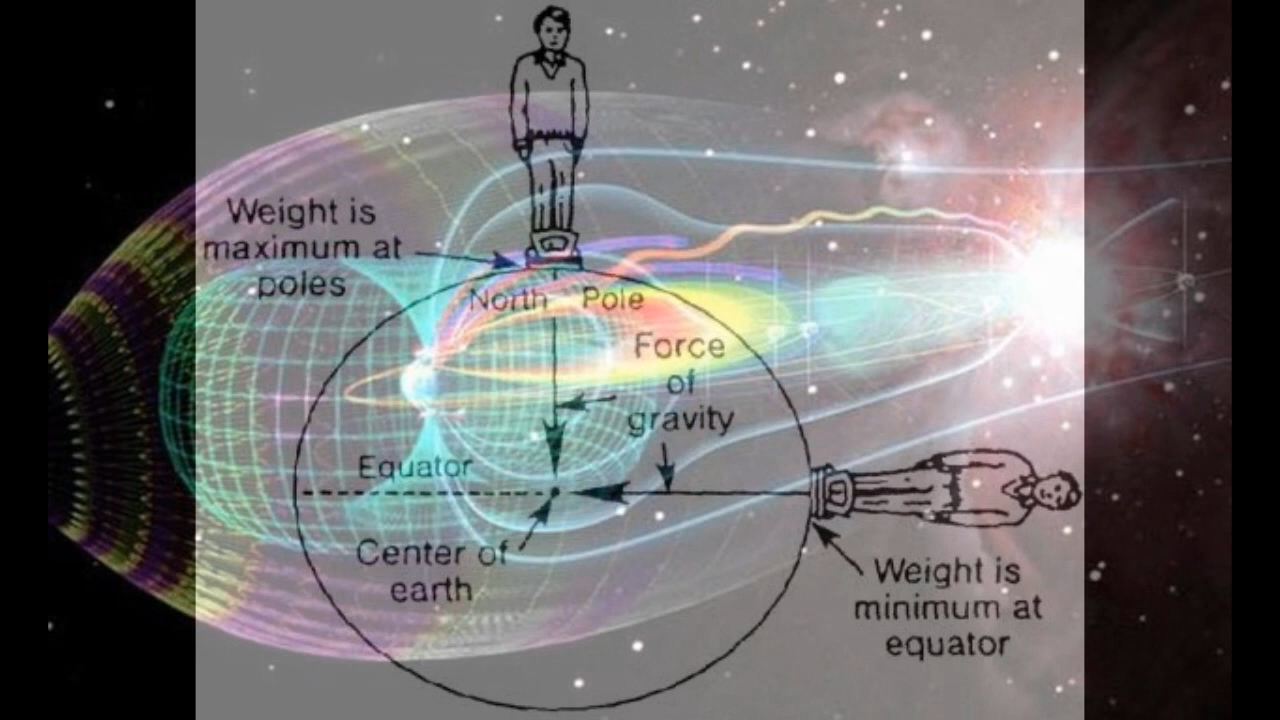 Weight is
maximum at
poles
North Pole
Force
of
gravity
Equator
Center of
earth
Weight is
minimum at
equator